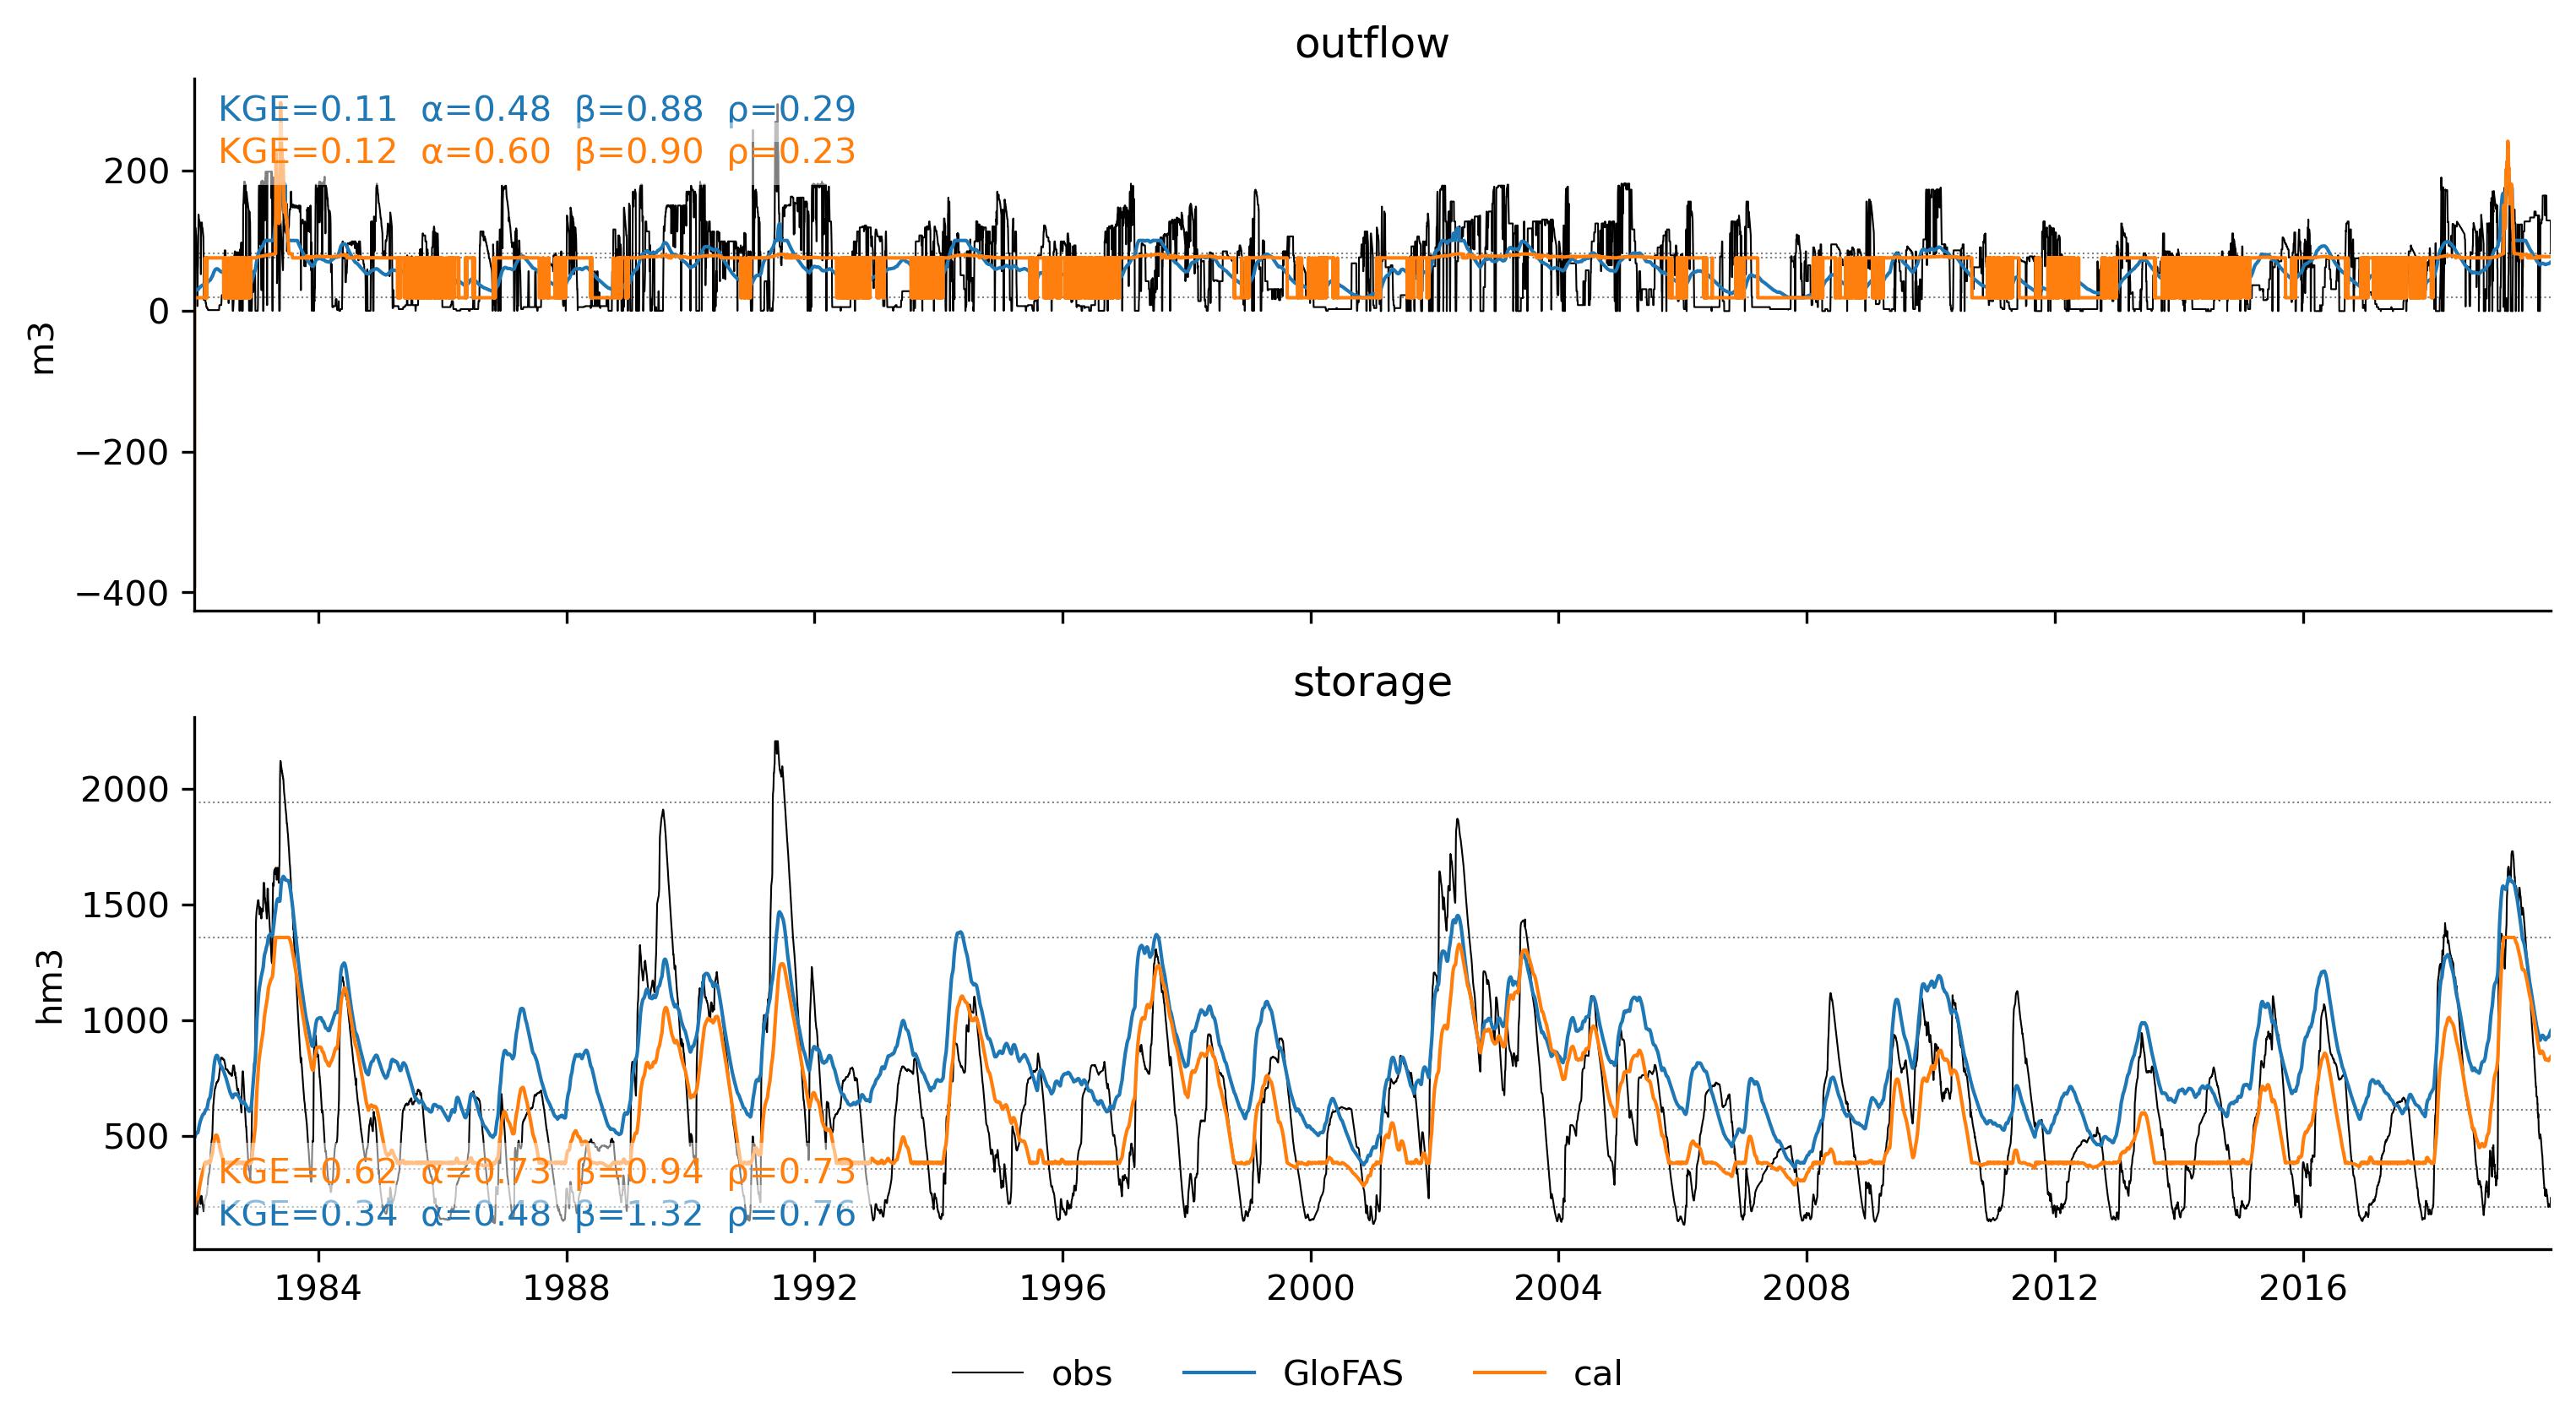 outflow
KGE=0.11 α=0.48 β=0.88 ρ=0.29
KGE=0.12 α=0.60 β=0.90 ρ=0.23
200
0
−200
−400
m3
storage
2000
1500
1000
500
hm3
KGE=0.62 α=0.73 β=0.94 ρ=0.73
KGE=0.34 α=0.48 β=1.32 ρ=0.76
1984 1988 1992 1996 2000 2004 2008 2012 2016
obs GloFAS cal